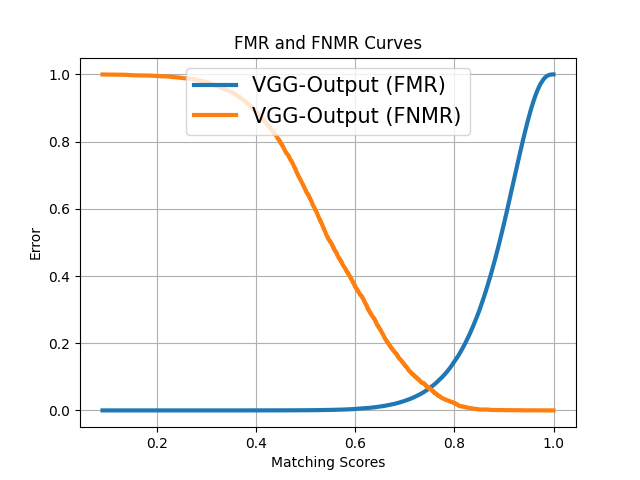 FMR and FNMR Curves
VGG-Output (FMR)
VGG-Output (FNMR)
Error
1.0
0.8
0.6
0.4
0.2
0.0
0.2 0.4 0.6 0.8 1.0
Matching Scores